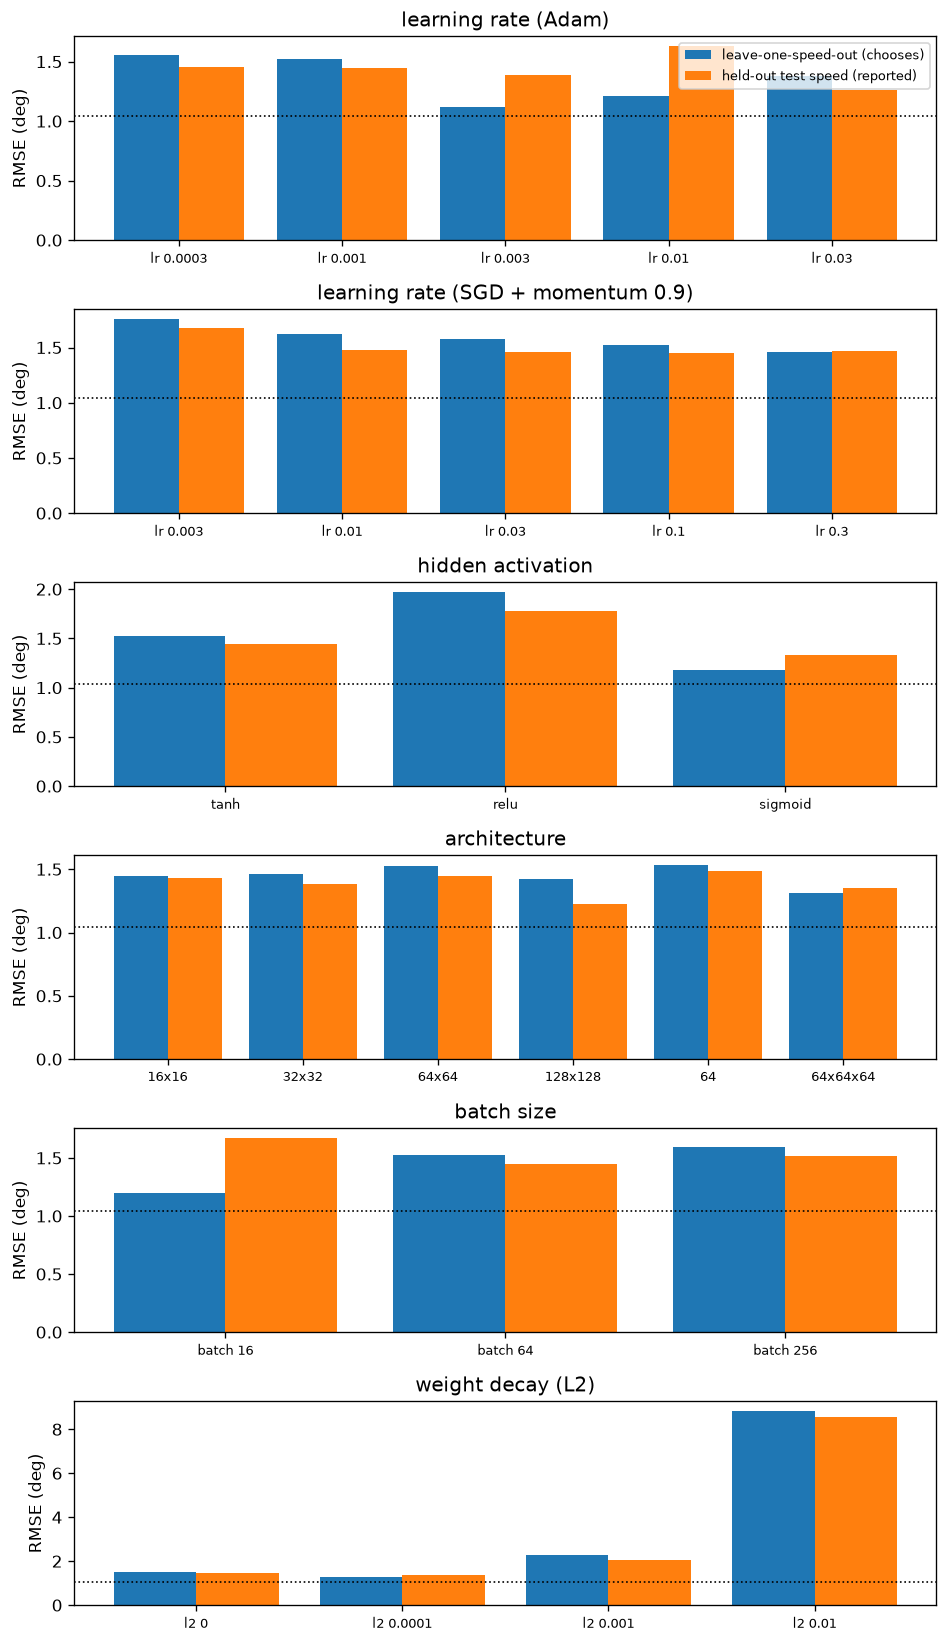 learning rate (Adam)
RMSE (deg)
1.5
1.0
0.5
0.0
leave-one-speed-out (chooses)
held-out test speed (reported)
lr 0.0003 lr 0.001 lr 0.003 lr 0.01 lr 0.03
learning rate (SGD + momentum 0.9)
RMSE (deg)
1.5
1.0
0.5
0.0
lr 0.003 lr 0.01 lr 0.03 lr 0.1 lr 0.3
hidden activation
RMSE (deg)
2.0
1.5
1.0
0.5
0.0
tanh relu sigmoid
architecture
RMSE (deg)
1.5
1.0
0.5
0.0
16x16 32x32 64x64 128x128 64 64x64x64
batch size
RMSE (deg)
1.5
1.0
0.5
0.0
batch 16 batch 64 batch 256
weight decay (L2)
RMSE (deg)
8
6
4
2
0
l2 0 l2 0.0001 l2 0.001 l2 0.01